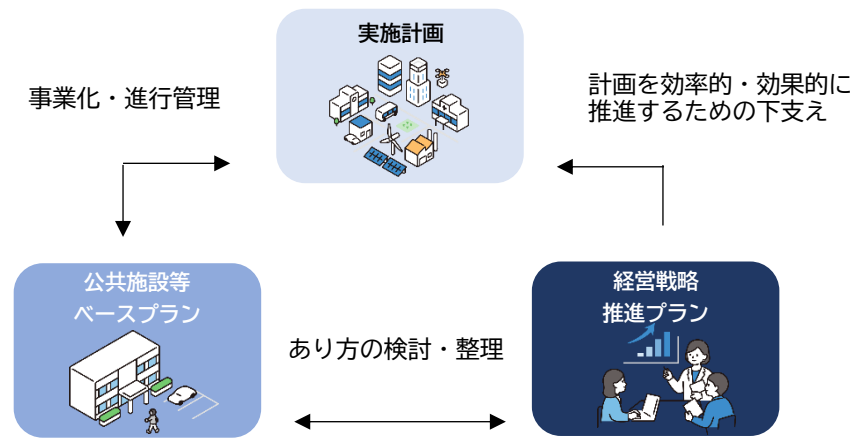 実施計画
事業化・進行管理
計画を効率的・効果的に
推進するための下支え
公共施設等
ベースプラン
経営戦略
推進プラン
あり方の検討・整理